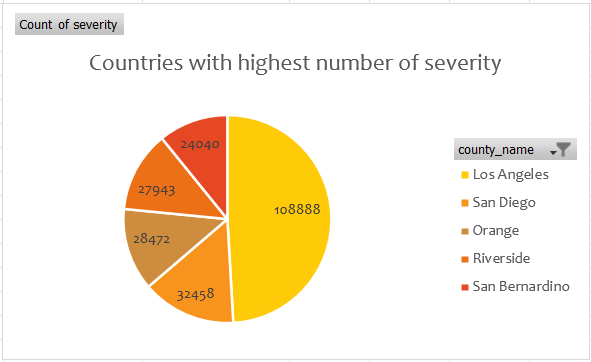 Count of severity
Countries with highest number of severity
24040
108888
27943
28472
32458
county_name
Los Angeles
San Diego
Orange
Riverside
San Bernardino